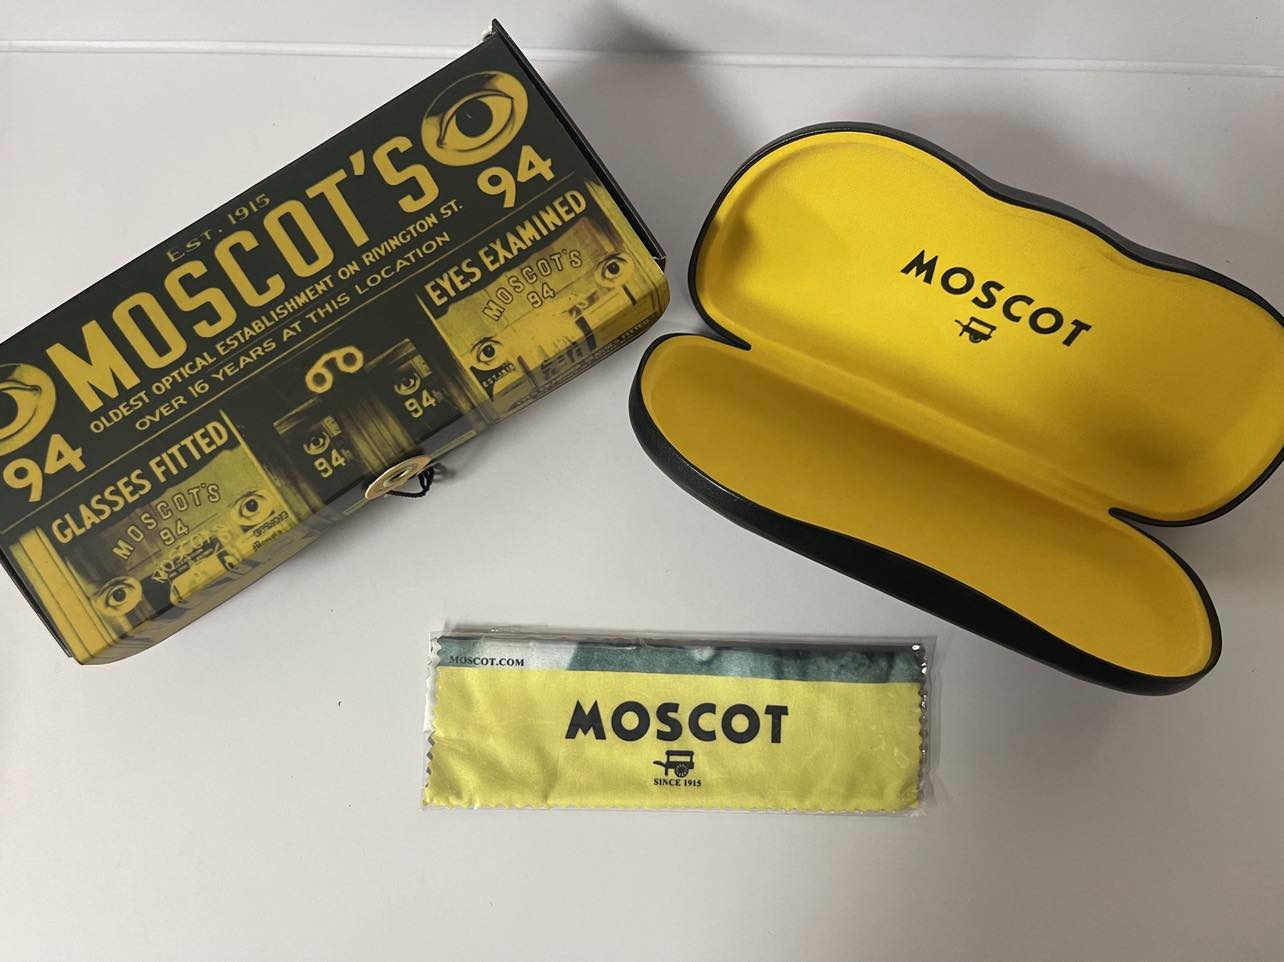 EST. 1915
MOSCOT'S
94
94
OLDEST OPTICAL ESTABLISHMENT ON RIVINGTON ST.
OVER 16 YEARS AT THIS LOCATION
GLASSES FITTED
EYES EXAMINED
MOSCOT'S
94
94
94
MOSCOT'S
94
MOSCOT
MOSCOT.COM
MOSCOT
SINCE 1915